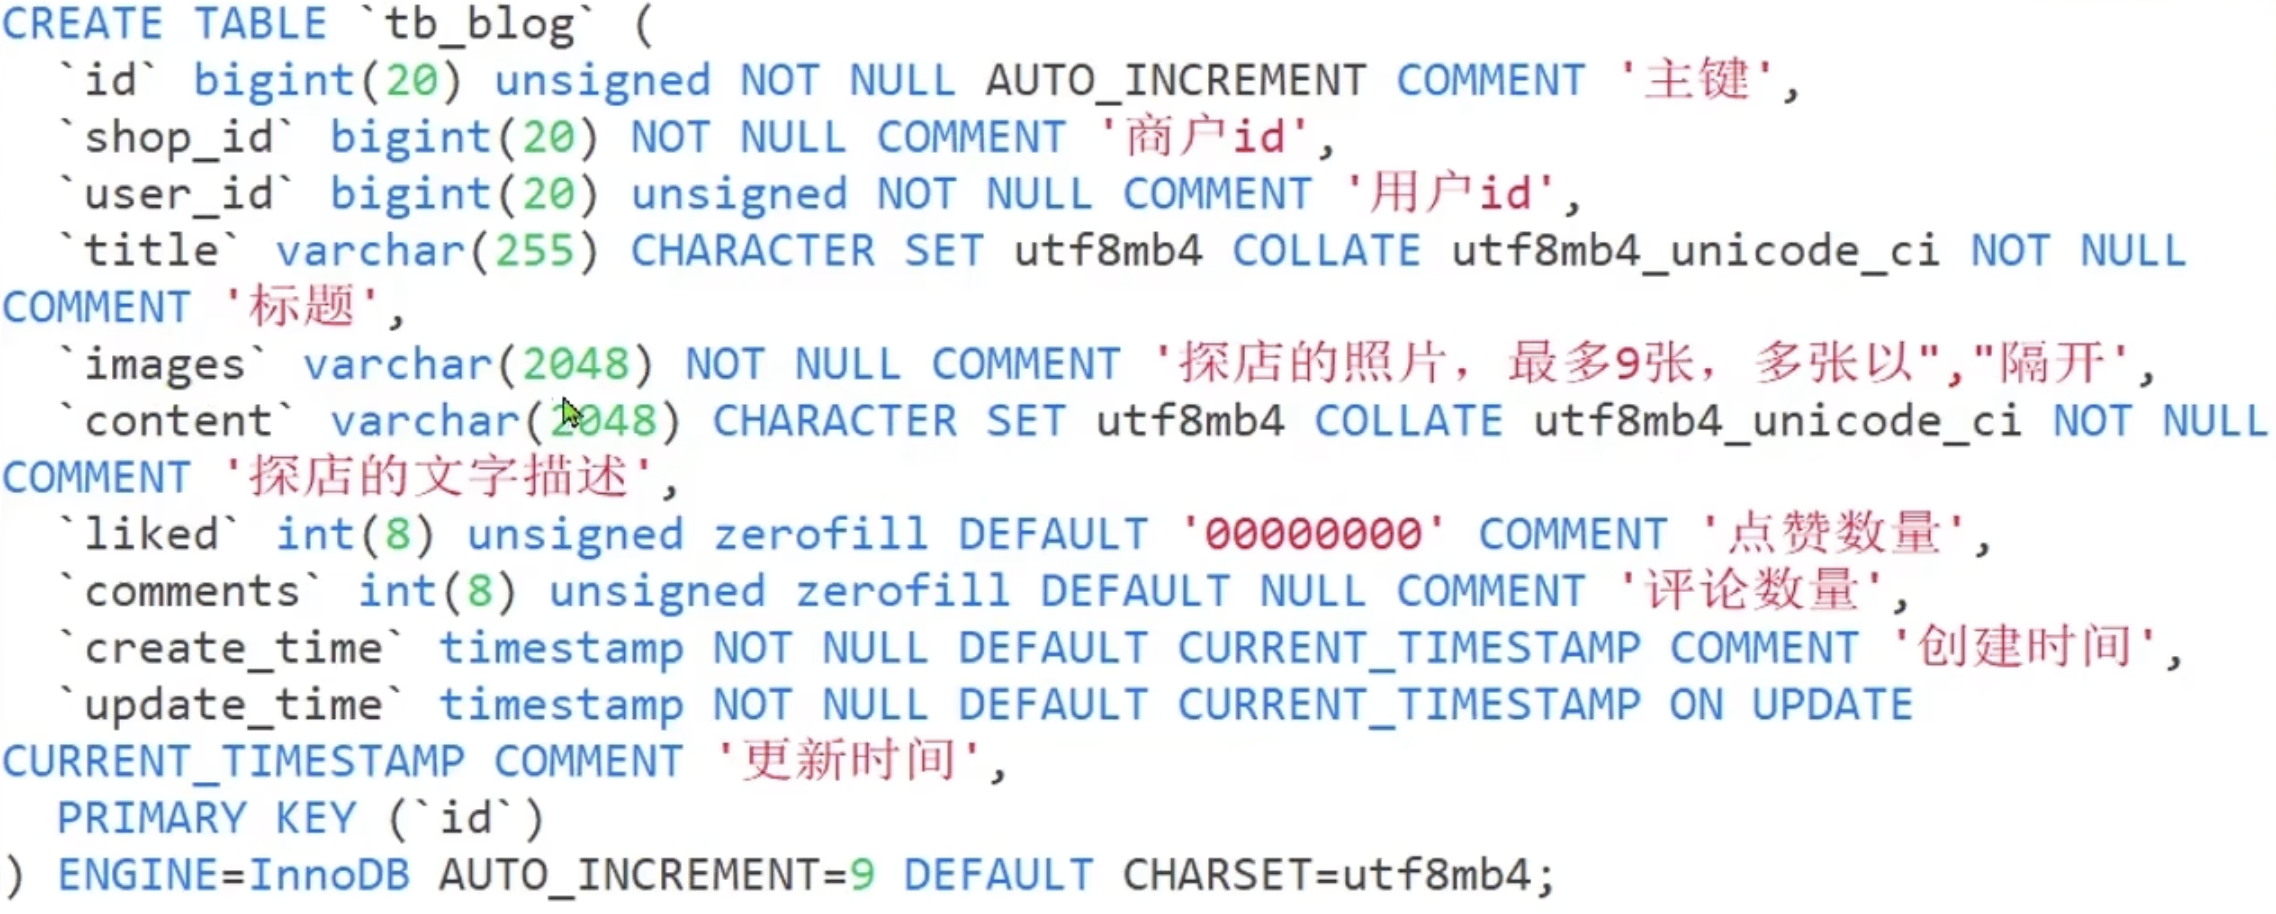 CREATE TABLE `tb_blog` (
  `id` bigint(20) unsigned NOT NULL AUTO_INCREMENT COMMENT '主键',
  `shop_id` bigint(20) NOT NULL COMMENT '商户id',
  `user_id` bigint(20) unsigned NOT NULL COMMENT '用户id',
  `title` varchar(255) CHARACTER SET utf8mb4 COLLATE utf8mb4_unicode_ci NOT NULL
COMMENT '标题',
  `images` varchar(2048) NOT NULL COMMENT '探店的照片，最多9张，多张以","隔开',
  `content` varchar(2048) CHARACTER SET utf8mb4 COLLATE utf8mb4_unicode_ci NOT NULL
COMMENT '探店的文字描述',
  `liked` int(8) unsigned zerofill DEFAULT '00000000' COMMENT '点赞数量',
  `comments` int(8) unsigned zerofill DEFAULT NULL COMMENT '评论数量',
  `create_time` timestamp NOT NULL DEFAULT CURRENT_TIMESTAMP COMMENT '创建时间',
  `update_time` timestamp NOT NULL DEFAULT CURRENT_TIMESTAMP ON UPDATE
CURRENT_TIMESTAMP COMMENT '更新时间',
  PRIMARY KEY (`id`)
) ENGINE=InnoDB AUTO_INCREMENT=9 DEFAULT CHARSET=utf8mb4;